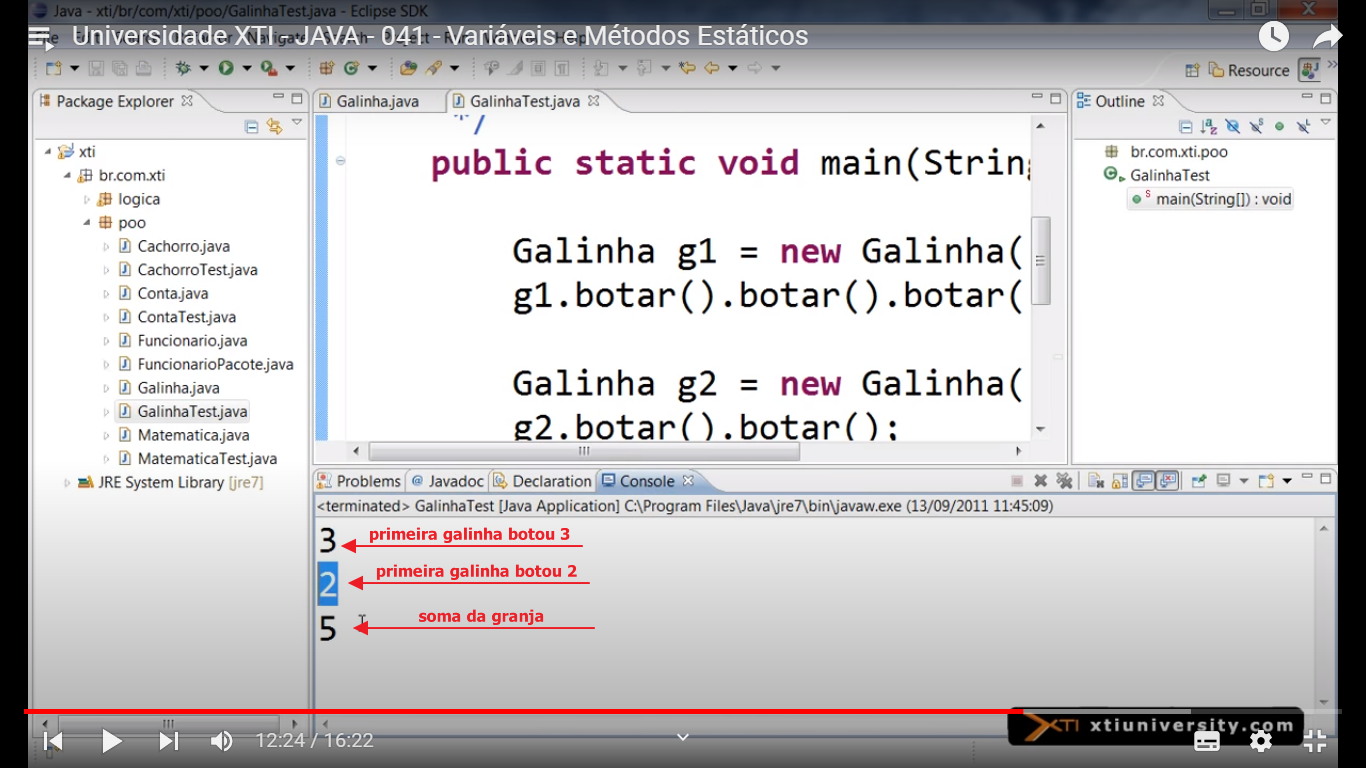 Java - xti/br/com/xti/poo/GalinhaTest.java - Eclipse SDK
Universidade XTI - JAVA - 041 - Variáveis e Métodos Estáticos
Resource
Package Explorer
xti
br.com.xti
logica
poo
Cachorro.java
CachorroTest.java
Conta.java
ContaTest.java
Funcionario.java
FuncionarioPacote.java
Galinha.java
GalinhaTest.java
Matematica.java
MatematicaTest.java
JRE System Library [jre7]
Galinha.java
GalinhaTest.java
*/
public static void main(String
Galinha g1 = new Galinha(
g1.botar().botar().botar(
Galinha g2 = new Galinha(
g2.botar().botar();
Outline
br.com.xti.poo
GalinhaTest
main(String[]) : void
Problems @ Javadoc Declaration Console
<terminated> GalinhaTest [Java Application] C:\Program Files\Java\jre7\bin\javaw.exe (13/09/2011 11:45:09)
3 primeira galinha botou 3
2 primeira galinha botou 2
5 soma da granja
XTI xtiuniversity.com
12:24 / 16:22